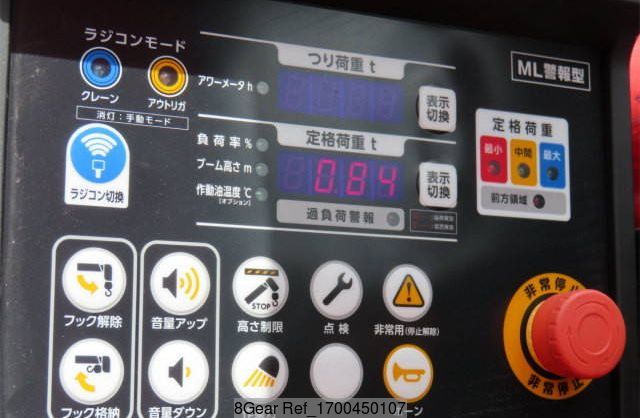 ラジコンモード
クレーン
アウトリガ
消灯：手動モード
ラジコン切換
つり荷重 t
アワーメータ h
表示
切換
定格荷重 t
負荷率 %
ブーム高さ m
作動油温度 ℃
(オプション)
0.84
表示
切換
過負荷警報
ML警報型
定格荷重
最小 中間 最大
前方領域
フック解除
音量アップ
STOP
高さ制限
点検
非常用(停止解除)
非常停止
フック格納
音量ダウン
ーン
非常停止
8Gear Ref_1700450107